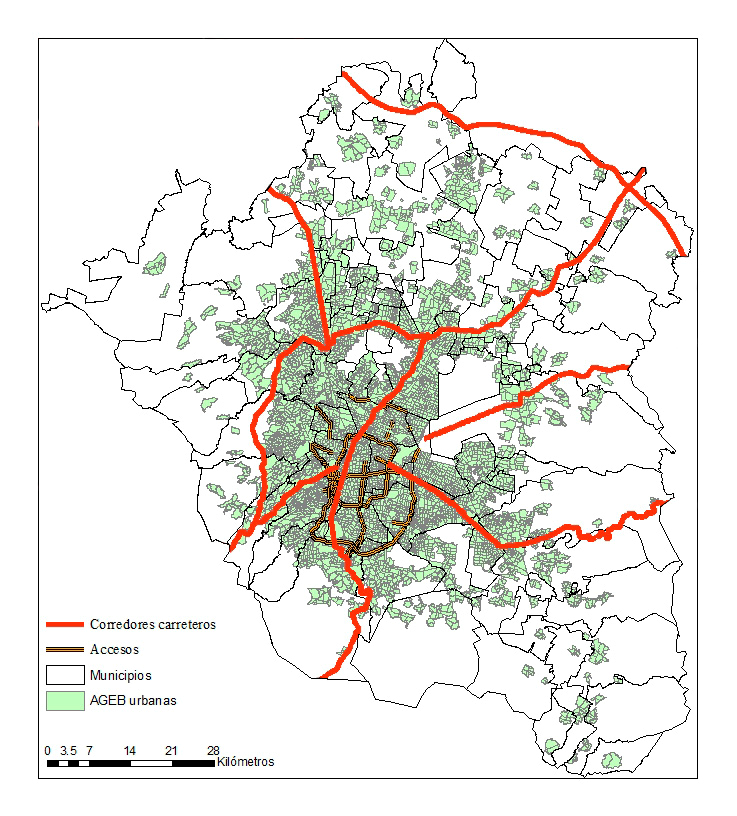 Corredores carreteros
Accesos
Municipios
AGEB urbanas
0 3.5 7 14 21 28
Kilómetros